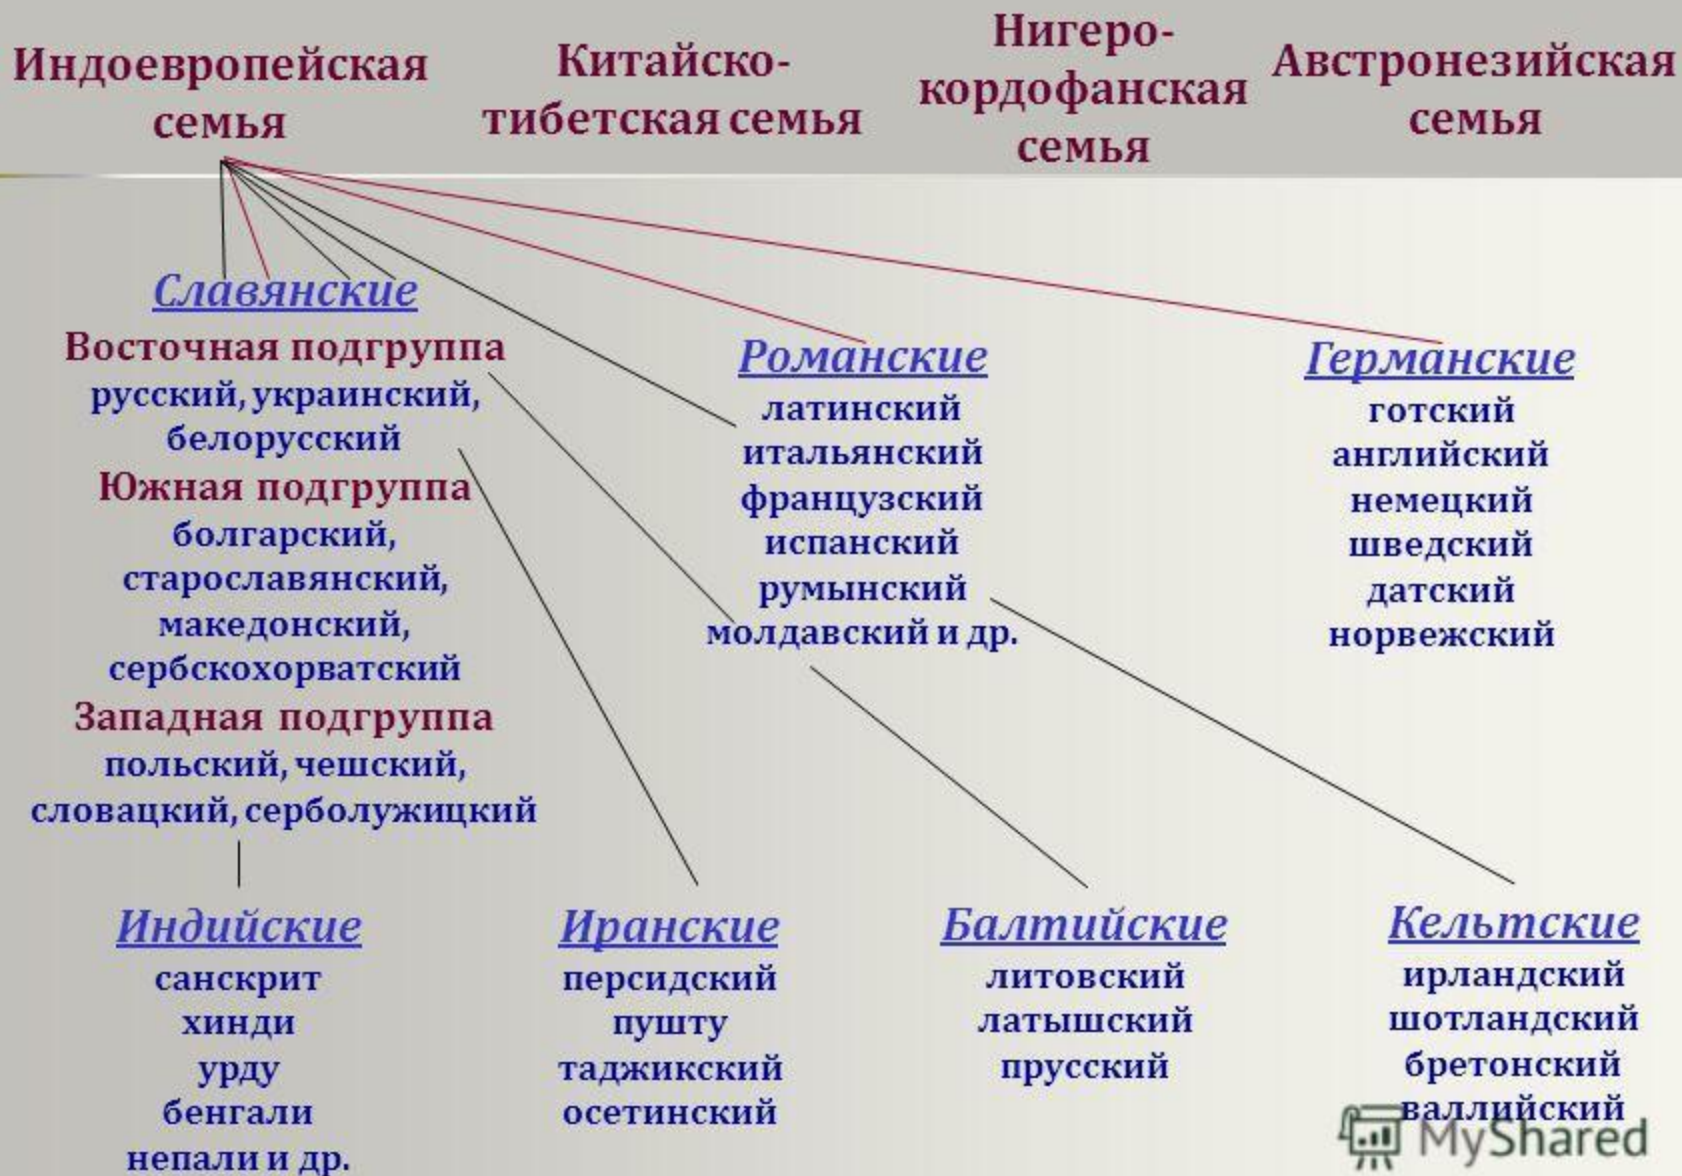 Индоевропейская
семья
Китайско-
тибетская семья
Нигеро-
кордофанская
семья
Австронезийская
семья
Славянские
Восточная подгруппа
русский, украинский,
белорусский
Южная подгруппа
болгарский,
старославянский,
македонский,
сербскохорватский
Западная подгруппа
польский, чешский,
словацкий, серболужицкий
Романские
латинский
итальянский
французский
испанский
румынский
молдавский и др.
Германские
готский
английский
немецкий
шведский
датский
норвежский
Индийские
санскрит
хинди
урду
бенгали
непали и др.
Иранские
персидский
пушту
таджикский
осетинский
Балтийские
литовский
латышский
прусский
Кельтские
ирландский
шотландский
бретонский
валлийский
MyShared